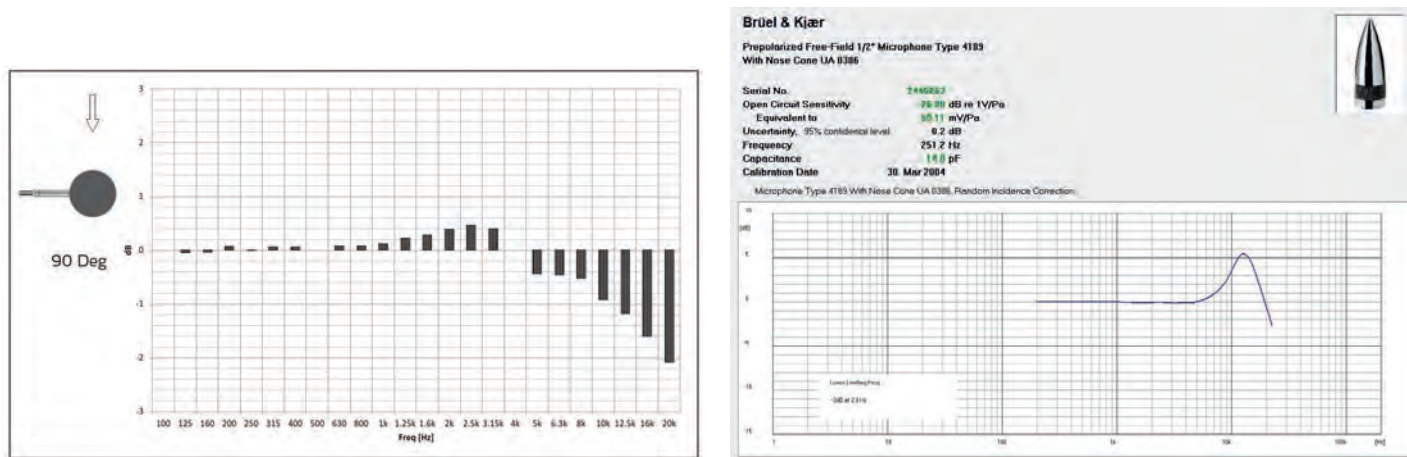 3
2
1
0
-1
-2
-3
dB
90 Deg
100 125 160 200 250 315 400 500 630 800 1k 1.25k 1.6k 2k 2.5k 3.15k 4k 5k 6.3k 8k 10k 12.5k 16k 20k
Freq [Hz]
Brüel & Kjær
Prepolarized Free-Field 1/2" Microphone Type 4189
With Nose Cone UA 0386
Serial No.
Open Circuit Sensitivity dB re 1V/Pa
Equivalent to mV/Pa
Uncertainty, 95% confidence level 0.2 dB
Frequency 251.2 Hz
Capacitance pF
Calibration Date 30. Mar 2004
Microphone Type 4189 With Nose Cone UA 0386, Random Incidence Correction
[dB]
1 10 100 1k 10k 100k [Hz]